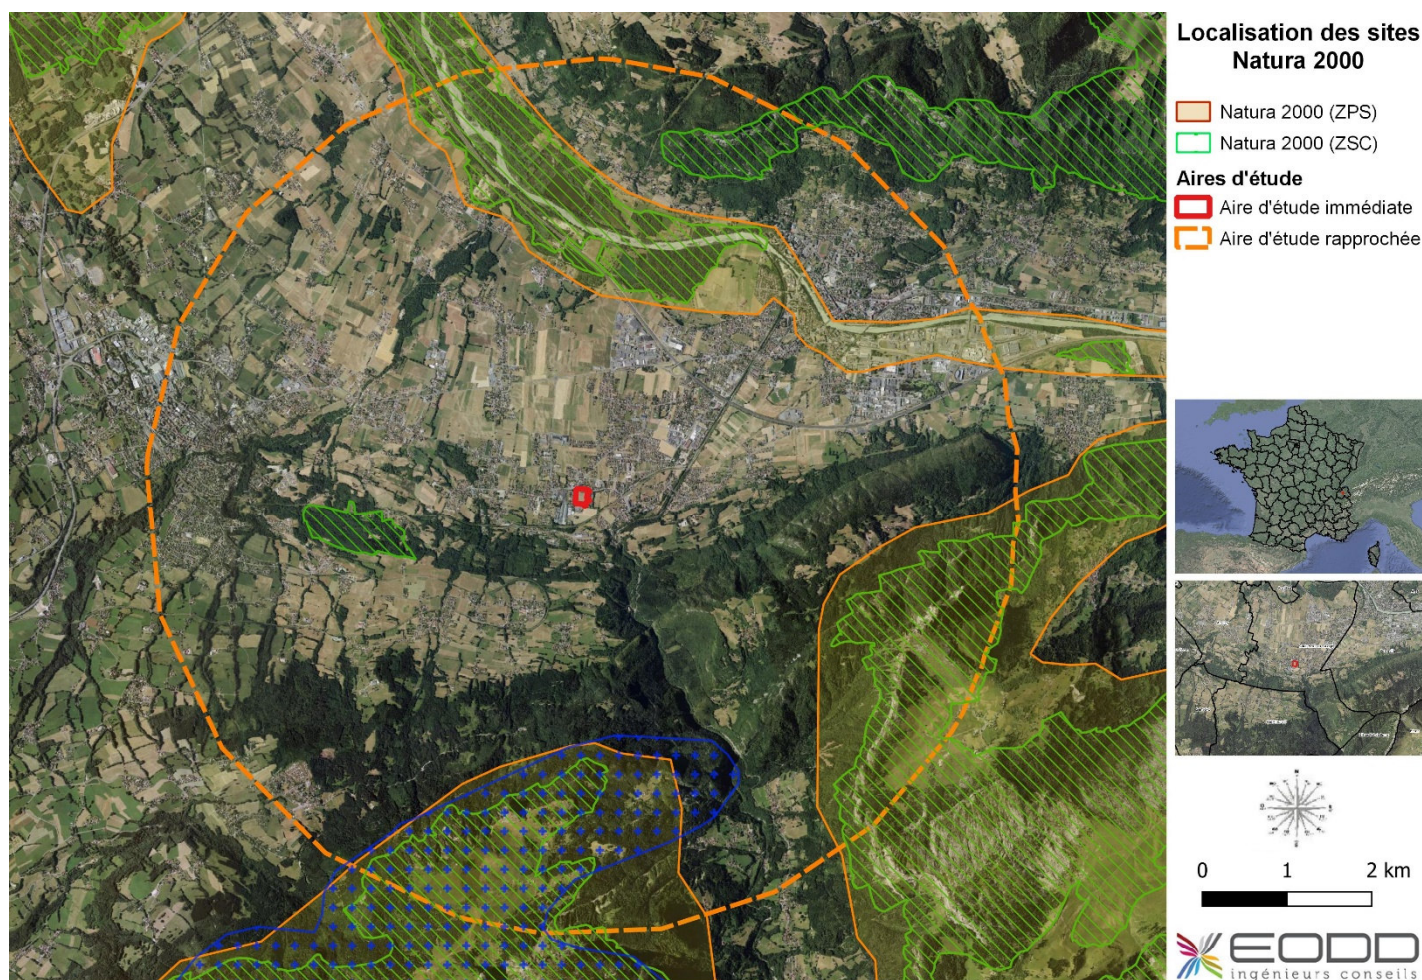 Localisation des sites
Natura 2000
Natura 2000 (ZPS)
Natura 2000 (ZSC)
Aires d'étude
Aire d'étude immédiate
Aire d'étude rapprochée
0 1 2 km
EODD
ingénieurs conseils